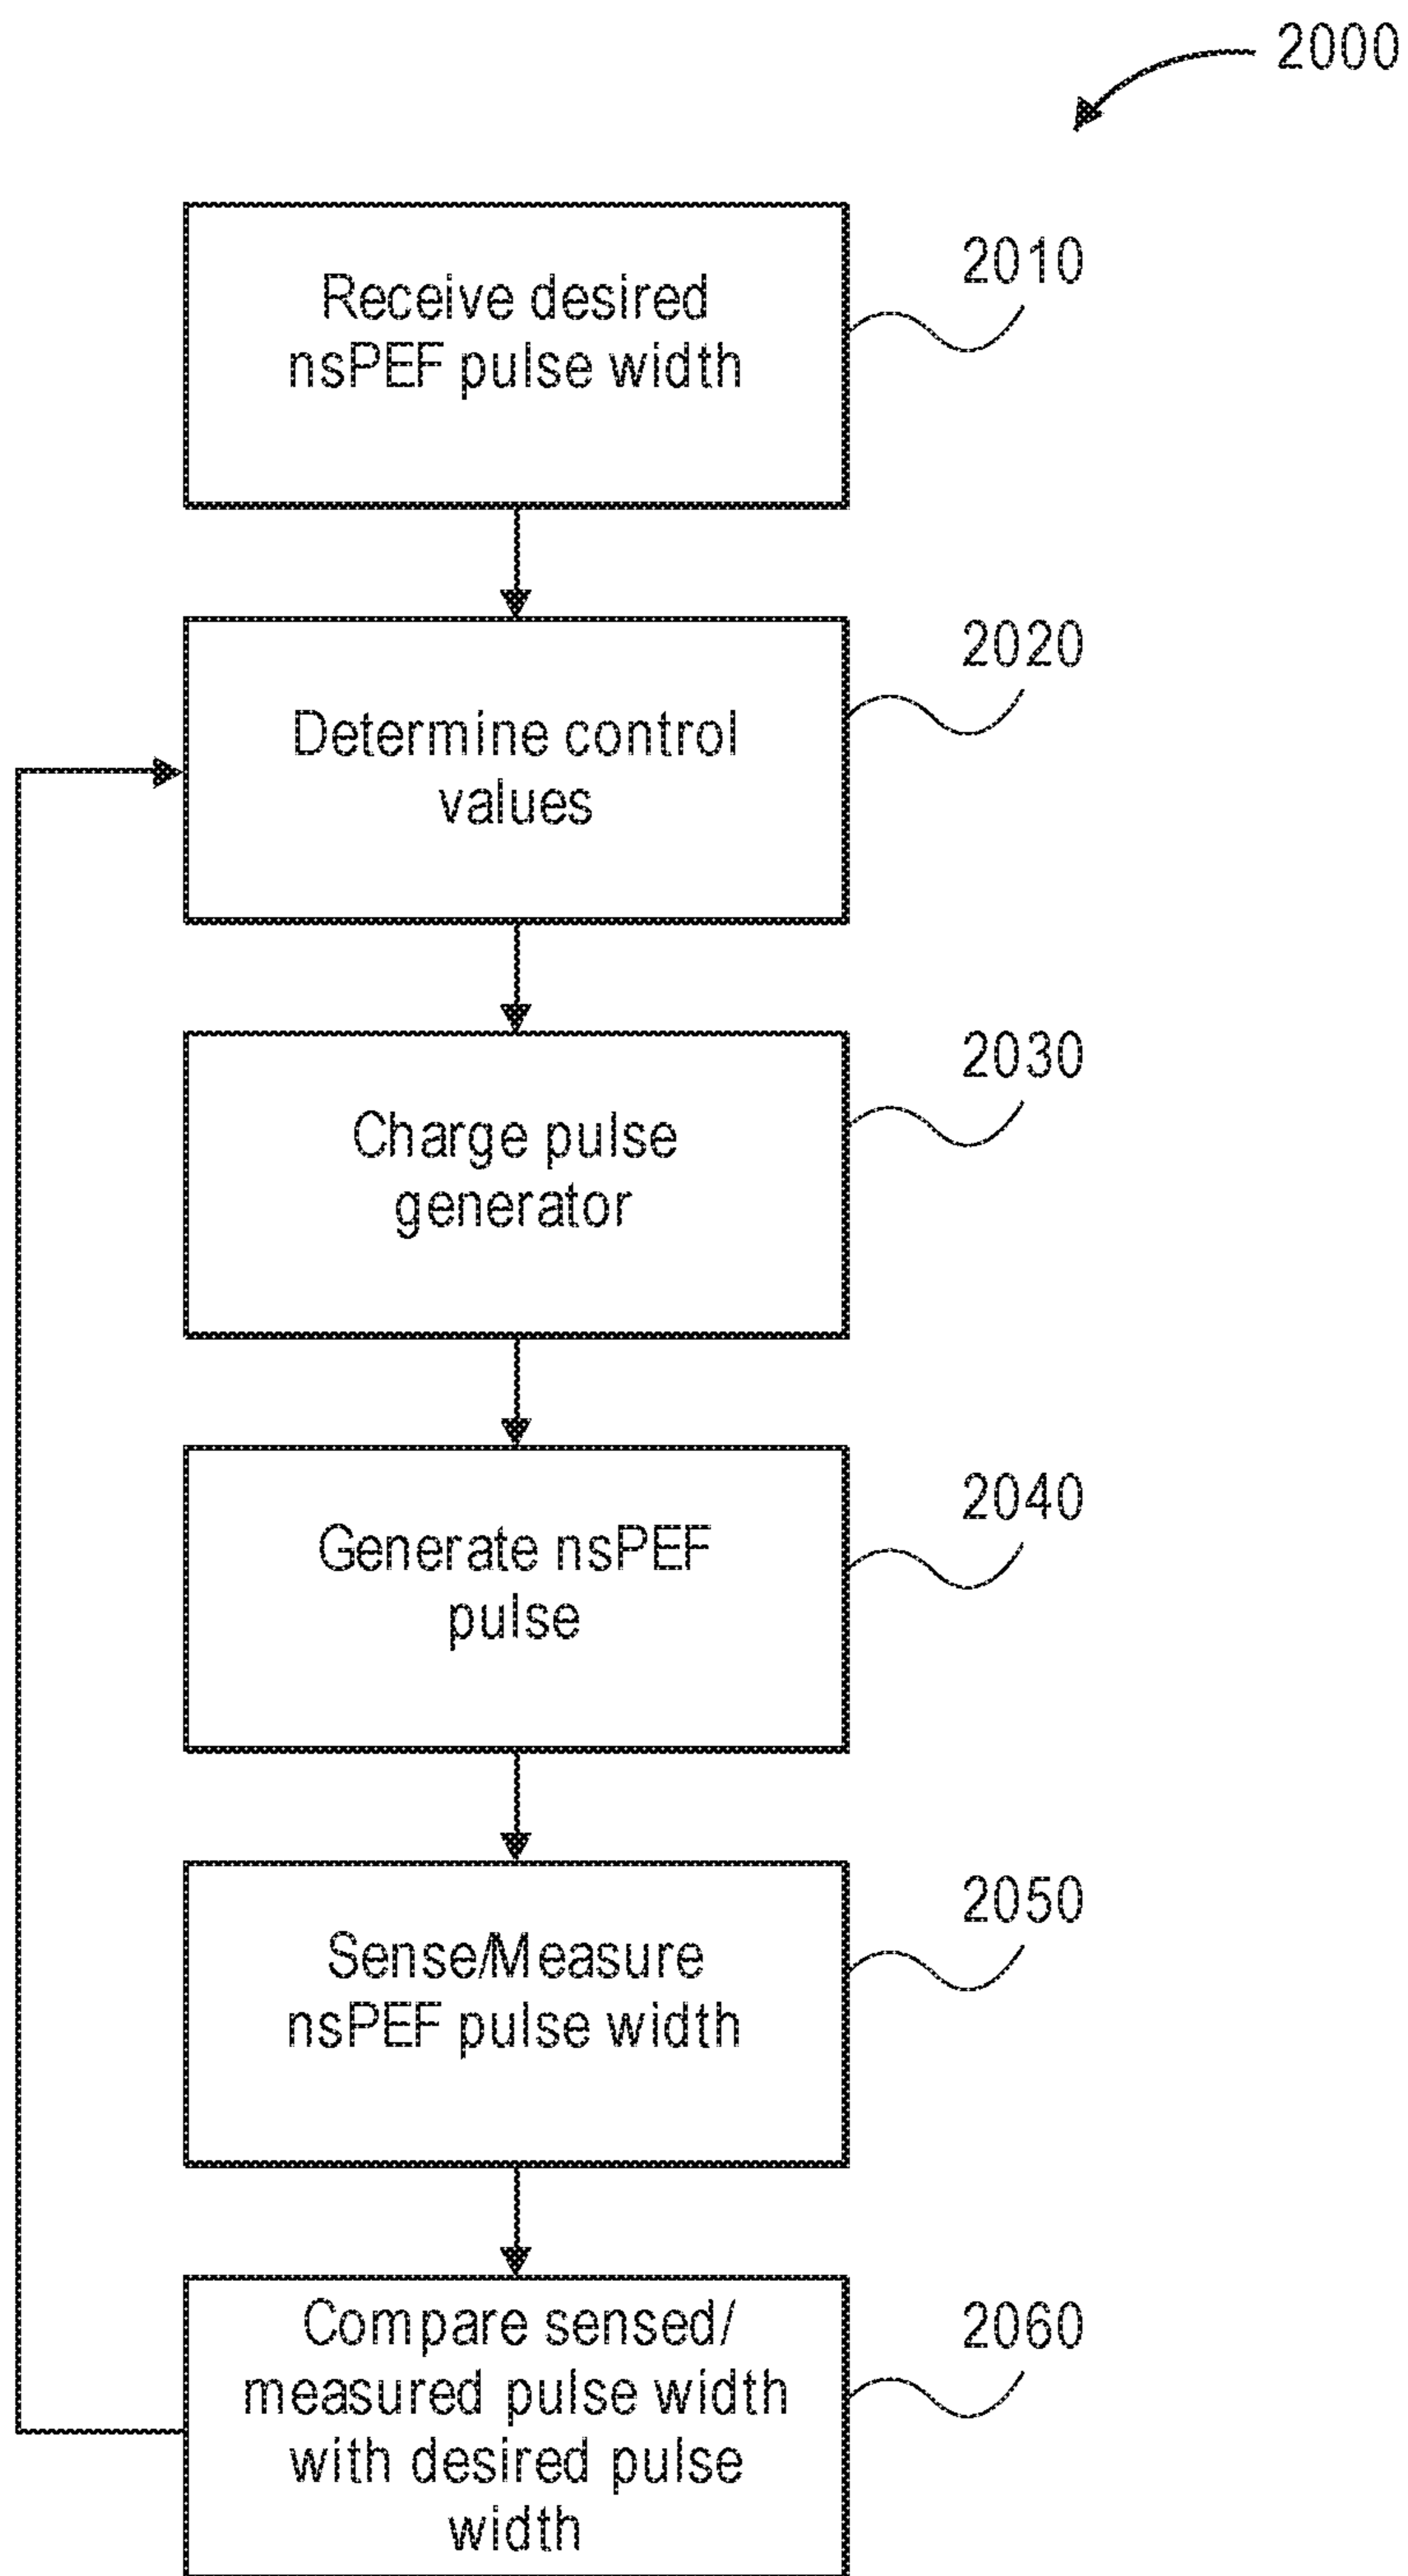 2000
Receive desired
nsPEF pulse width
2010
Determine control
values
2020
Charge pulse
generator
2030
Generate nsPEF
pulse
2040
Sense/Measure
nsPEF pulse width
2050
Compare sensed/
measured pulse width
with desired pulse
width
2060